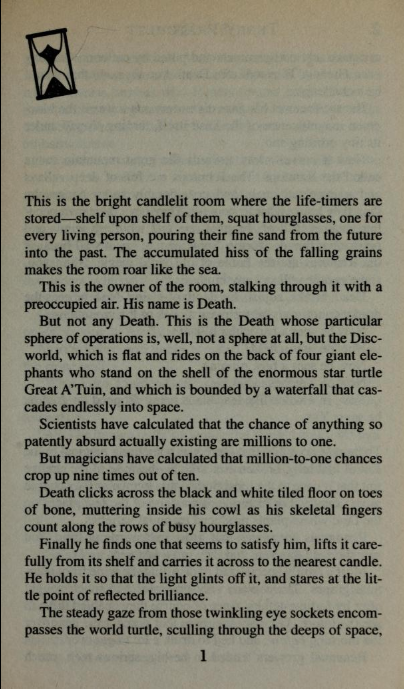 This is the bright candlelit room where the life-timers are
stored—shelf upon shelf of them, squat hourglasses, one for
every living person, pouring their fine sand from the future
into the past. The accumulated hiss of the falling grains
makes the room roar like the sea.
This is the owner of the room, stalking through it with a
preoccupied air. His name is Death.
But not any Death. This is the Death whose particular
sphere of operations is, well, not a sphere at all, but the Disc-
world, which is flat and rides on the back of four giant ele-
phants who stand on the shell of the enormous star turtle
Great A'Tuin, and which is bounded by a waterfall that cas-
cades endlessly into space.
Scientists have calculated that the chance of anything so
patently absurd actually existing are millions to one.
But magicians have calculated that million-to-one chances
crop up nine times out of ten.
Death clicks across the black and white tiled floor on toes
of bone, muttering inside his cowl as his skeletal fingers
count along the rows of busy hourglasses.
Finally he finds one that seems to satisfy him, lifts it care-
fully from its shelf and carries it across to the nearest candle.
He holds it so that the light glints off it, and stares at the lit-
tle point of reflected brilliance.
The steady gaze from those twinkling eye sockets encom-
passes the world turtle, sculling through the deeps of space,
1